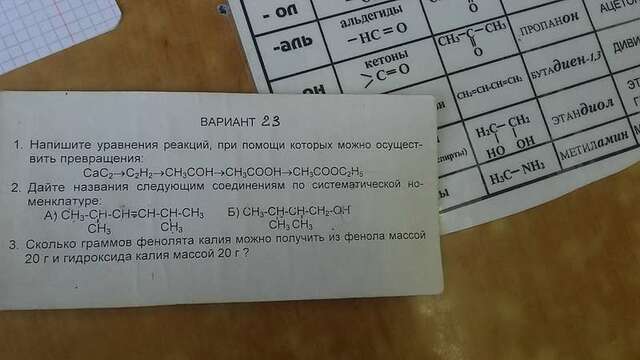 - ол
альдегиды
- HC = O
O
-аль
кетоны
> C = O
CH₃-C-CH₃
O
ПРОПАНон
CH₂=CH-CH=CH₂
БУТАдиен-1,3
H₂C – CH₂
HO OH
ЭТАНдиол
H₃C – NH₂
МЕТИЛамин
ВАРИАНТ 23
1. Напишите уравнения реакций, при помощи которых можно осущест-
вить превращения:
CaC₂→C₂H₂→CH₃COH→CH₃COOH→CH₃COOC₂H₅
2. Дайте названия следующим соединениям по систематической но-
менклатуре:
А) CH₃-CH-CH=CH-CH-CH₃ Б) CH₃-CH-CH-CH₂-OH
CH₃ CH₃ CH₃ CH₃
3. Сколько граммов фенолята калия можно получить из фенола массой
20 г и гидроксида калия массой 20 г ?